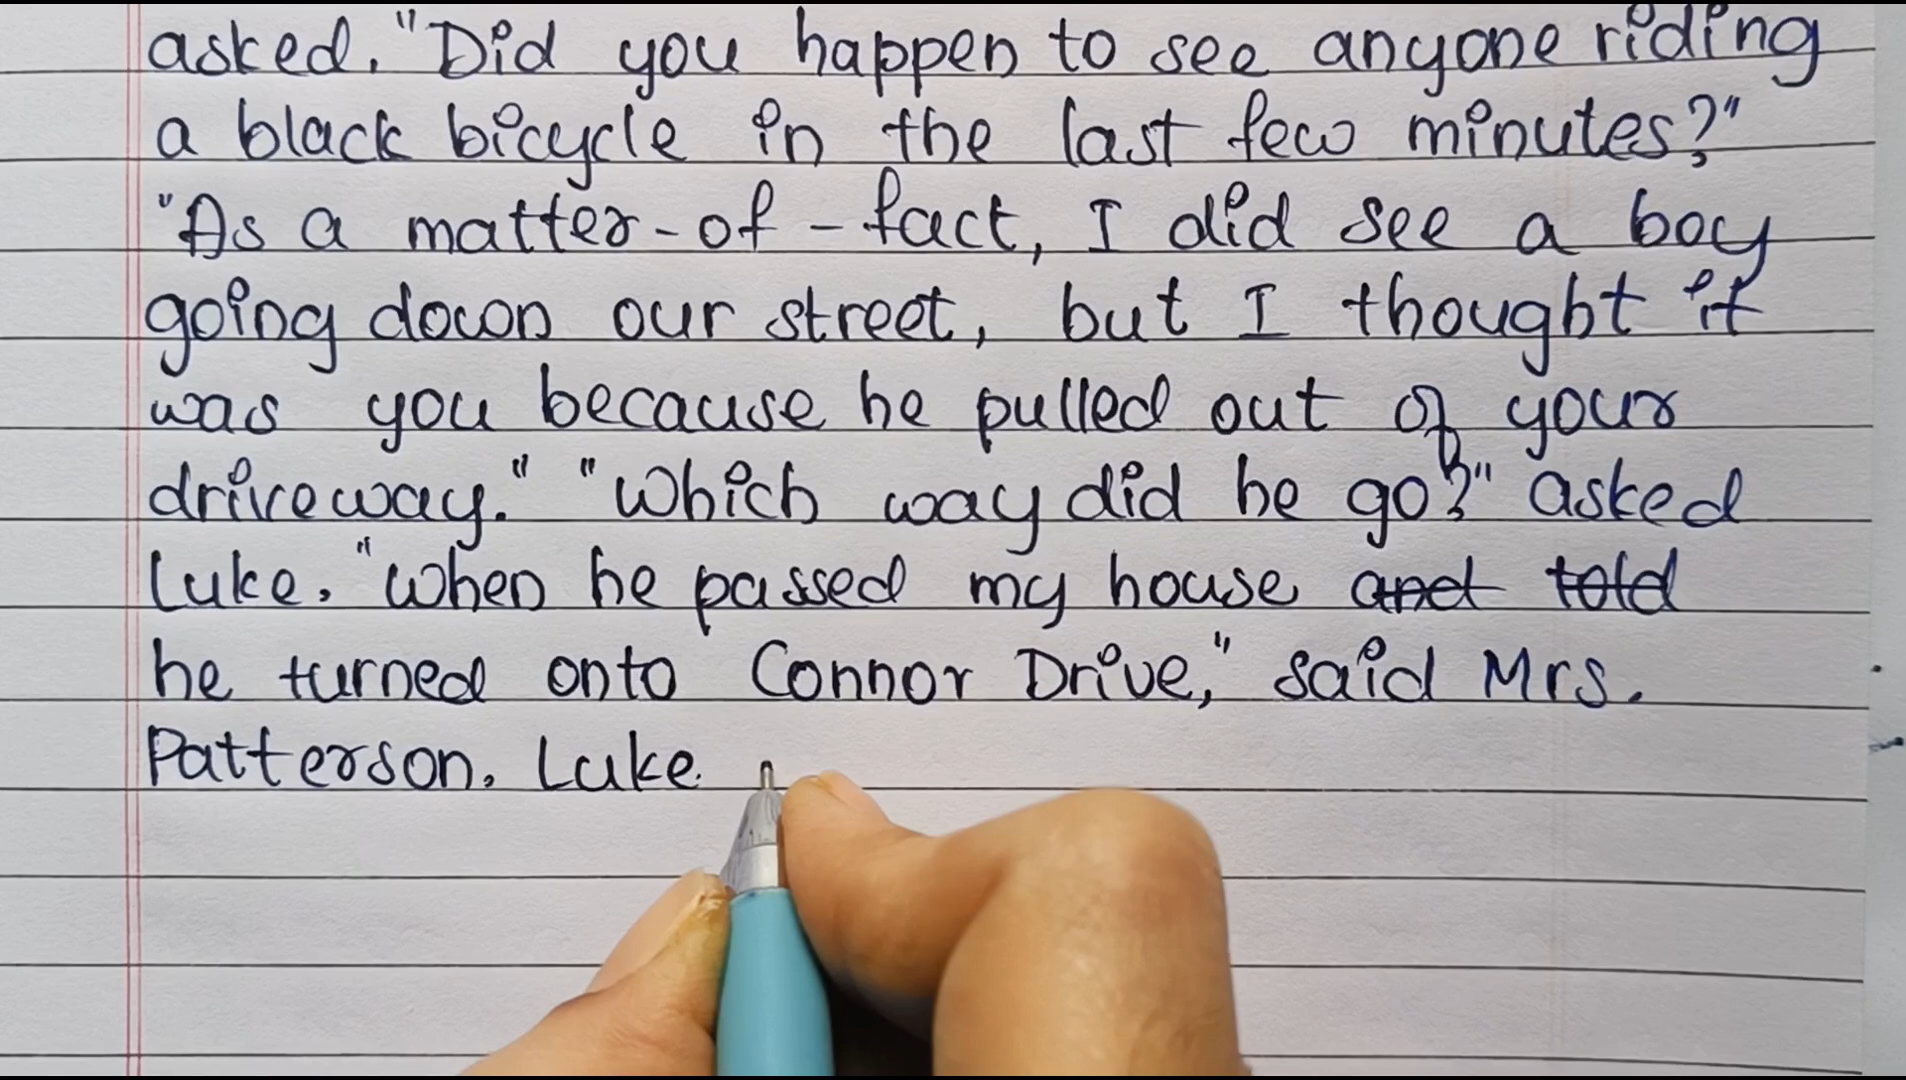 asked. "Did you happen to see anyone riding
a black bicycle in the last few minutes?"
"As a matter-of-fact, I did see a boy
going down our street, but I thought it
was you because he pulled out of your
driveway." "Which way did he go?" asked
Luke. "When he passed my house and told
he turned onto Connor Drive," said Mrs.
Patterson. Luke